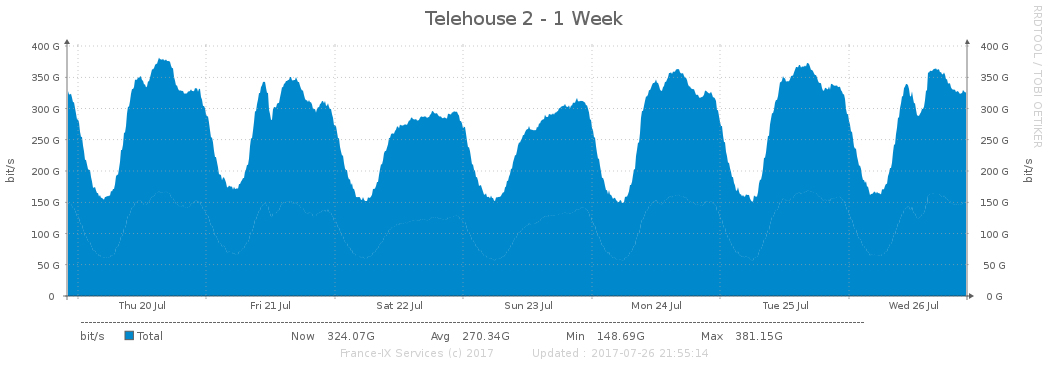 Telehouse 2 - 1 Week
RRDTOOL / TOBI OETIKER
400 G 400 G
350 G 350 G
300 G 300 G
250 G 250 G
200 G 200 G
150 G 150 G
100 G 100 G
50 G 50 G
0 0 G
bit/s bit/s
Thu 20 Jul Fri 21 Jul Sat 22 Jul Sun 23 Jul Mon 24 Jul Tue 25 Jul Wed 26 Jul
bit/s Total Now 324.07G Avg 270.34G Min 148.69G Max 381.15G
France-IX Services (c) 2017 Updated : 2017-07-26 21:55:14